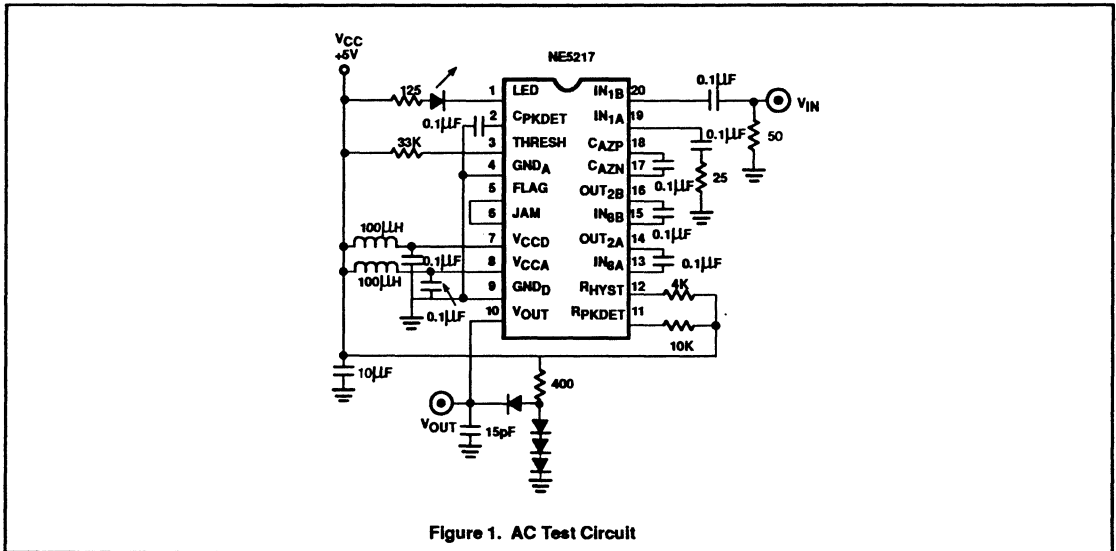 VCC
+5V
NE5217
125
0.1μF
33K
100μH
0.1μF
100μH
0.1μF
10μF
1 LED
2 CPKDET
3 THRESH
4 GNDA
5 FLAG
6 JAM
7 VCCD
8 VCCA
9 GNDD
10 VOUT
IN1B 20
IN1A 19
CAZP 18
CAZN 17
OUT2B 16
IN8B 15
OUT2A 14
IN8A 13
RHYST 12
RPKDET 11
0.1μF
VIN
50
0.1μF
25
0.1μF
0.1μF
0.1μF
4K
10K
400
VOUT
15pF
Figure 1. AC Test Circuit